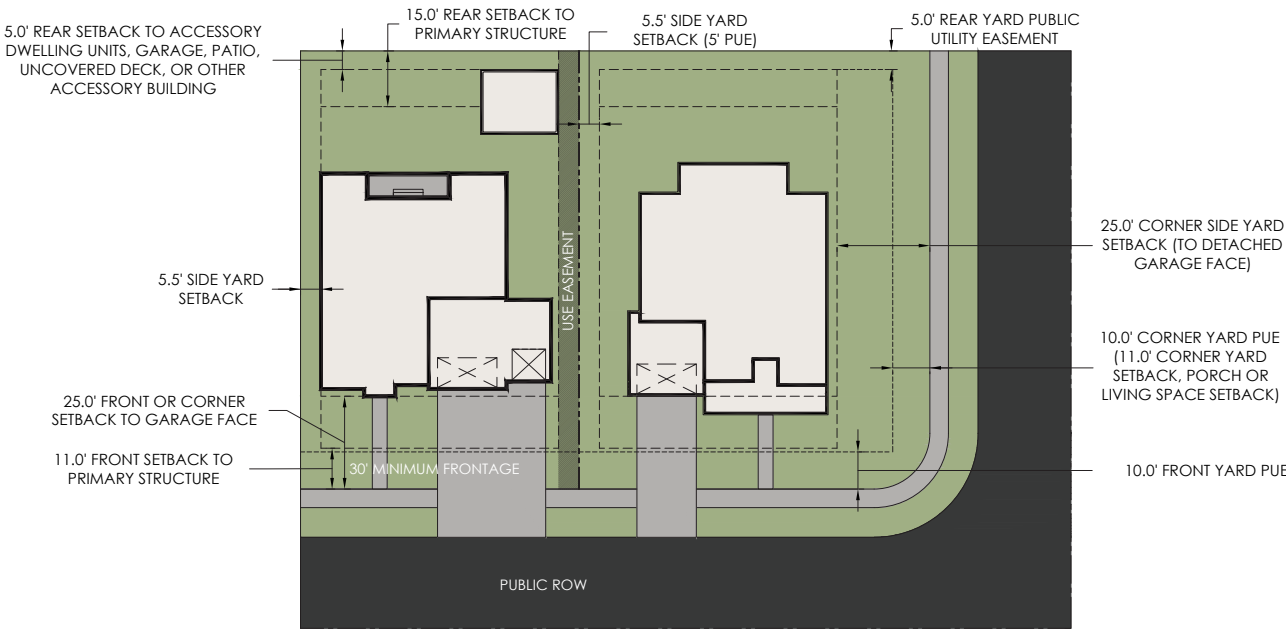 5.0' REAR SETBACK TO ACCESSORY
DWELLING UNITS, GARAGE, PATIO,
UNCOVERED DECK, OR OTHER
ACCESSORY BUILDING
15.0' REAR SETBACK TO
PRIMARY STRUCTURE
5.5' SIDE YARD
SETBACK (5' PUE)
5.0' REAR YARD PUBLIC
UTILITY EASEMENT
25.0' CORNER SIDE YARD
SETBACK (TO DETACHED
GARAGE FACE)
5.5' SIDE YARD
SETBACK
USE EASEMENT
10.0' CORNER YARD PUE
(11.0' CORNER YARD
SETBACK, PORCH OR
LIVING SPACE SETBACK)
25.0' FRONT OR CORNER
SETBACK TO GARAGE FACE
11.0' FRONT SETBACK TO
PRIMARY STRUCTURE
30' MINIMUM FRONTAGE
10.0' FRONT YARD PUE
PUBLIC ROW